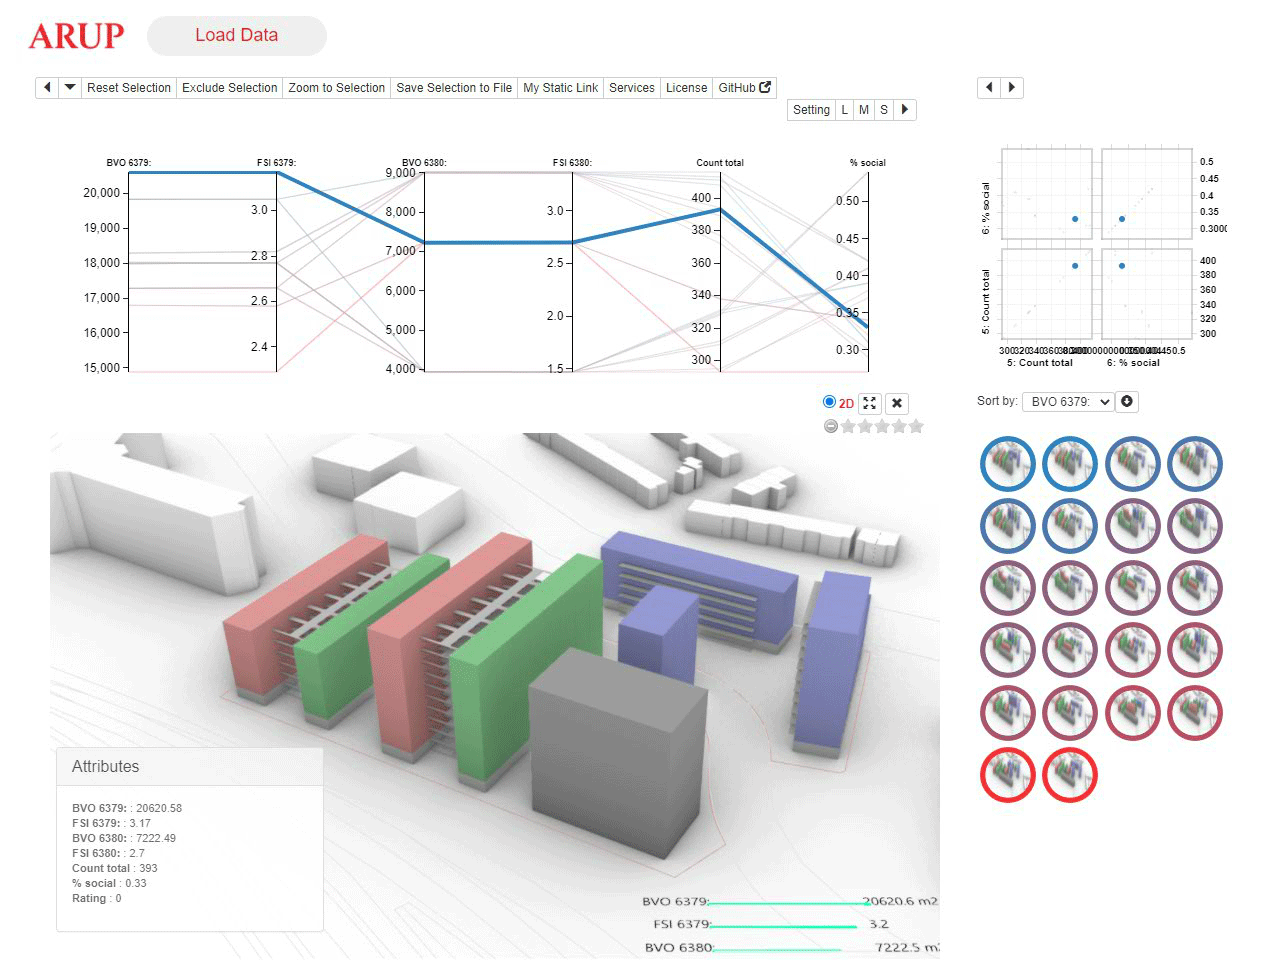 ARUP
Load Data
Reset Selection Exclude Selection Zoom to Selection Save Selection to File My Static Link Services License GitHub
Setting L M S
BVO 6379: FSI 6379: BVO 6380: FSI 6380: Count total % social
20,000
19,000
18,000
17,000
16,000
15,000
3.0
2.8
2.6
2.4
9,000
8,000
7,000
6,000
5,000
4,000
3.0
2.5
2.0
1.5
400
380
360
340
320
300
0.50
0.45
0.40
0.35
0.30
6: % social
0.5
0.45
0.4
0.35
0.3000
5: Count total
400
380
360
340
320
300
5: Count total 6: % social
2D
Sort by: BVO 6379:
Attributes
BVO 6379: : 20620.58
FSI 6379: : 3.17
BVO 6380: : 7222.49
FSI 6380: : 2.7
Count total : 393
% social : 0.33
Rating : 0
BVO 6379: 20620.6 m2
FSI 6379: 3.2
BVO 6380: 7222.5 m